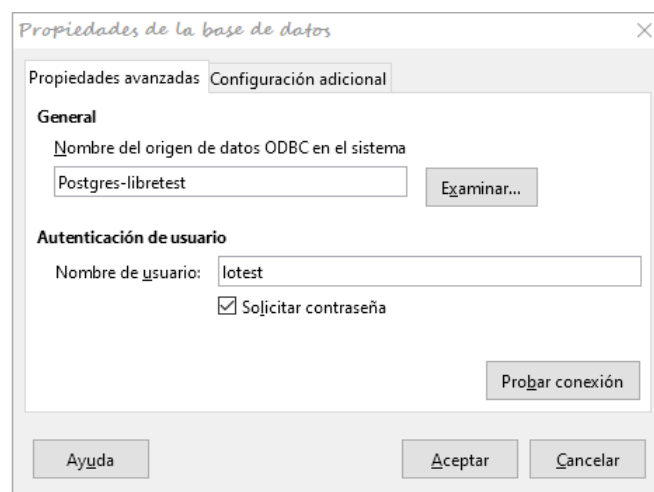 Propiedades de la base de datos
Propiedades avanzadas Configuración adicional
General
Nombre del origen de datos ODBC en el sistema
Postgres-libretest Examinar...
Autenticación de usuario
Nombre de usuario: lotest
Solicitar contraseña
Probar conexión
Ayuda Aceptar Cancelar